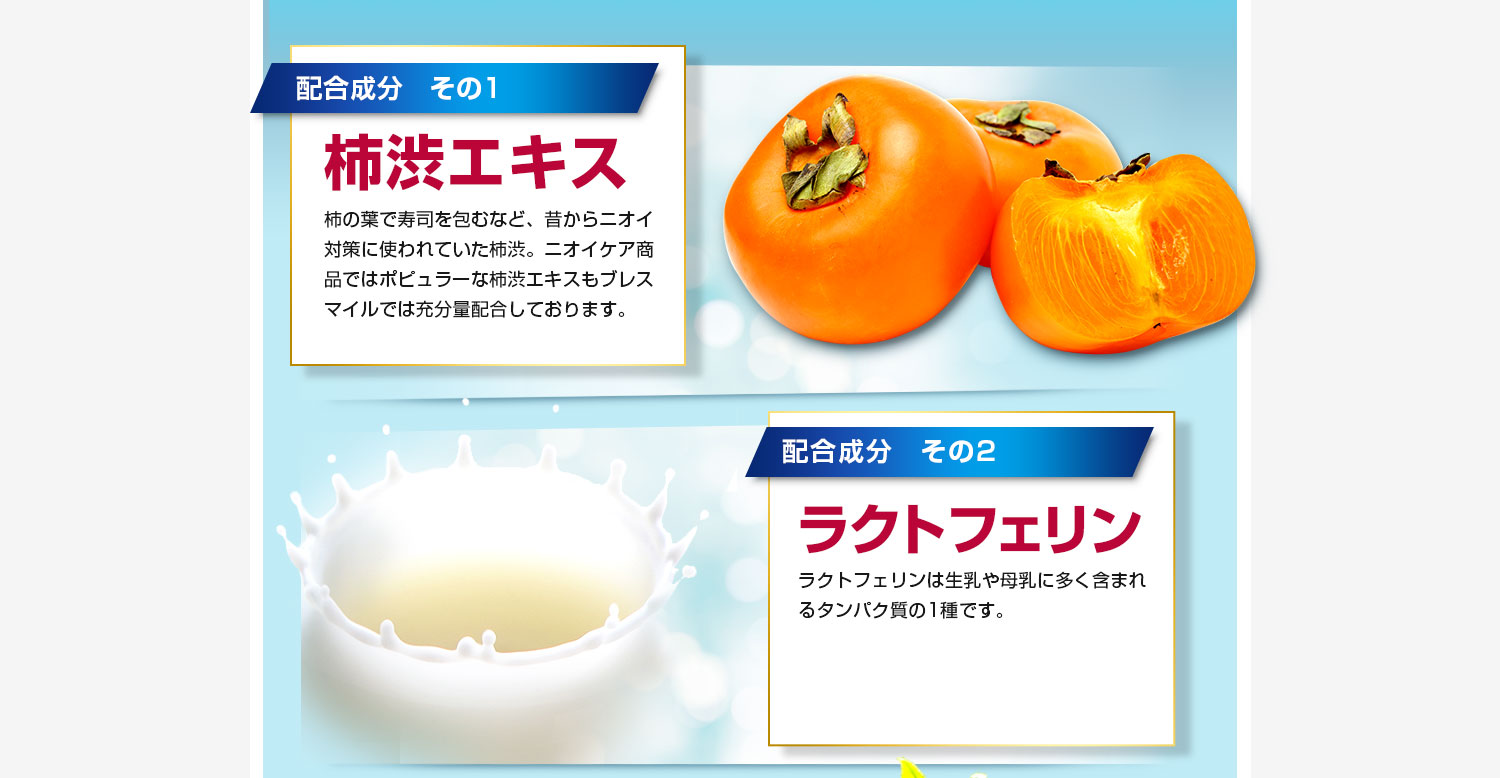 配合成分 その1
柿渋エキス
柿の葉で寿司を包むなど、昔からニオイ
対策に使われていた柿渋。ニオイケア商
品ではポピュラーな柿渋エキスもブレス
マイルでは充分量配合しております。
配合成分 その2
ラクトフェリン
ラクトフェリンは生乳や母乳に多く含まれ
るタンパク質の1種です。